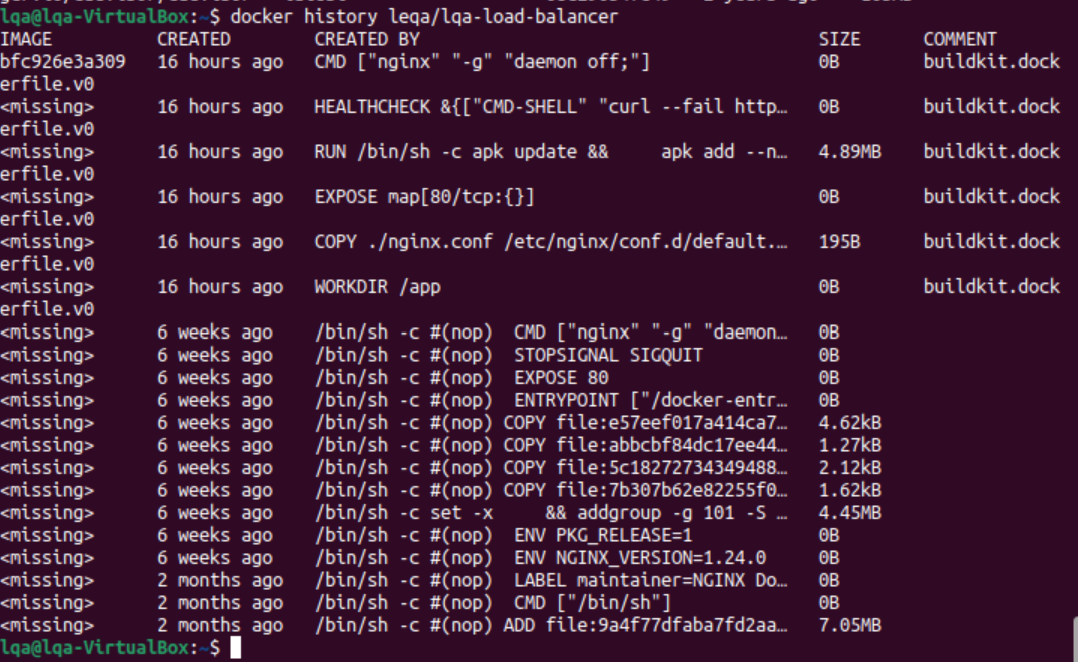 lqa@lqa-VirtualBox:~$ docker history leqa/lqa-load-balancer
IMAGE CREATED CREATED BY SIZE COMMENT
bfc926e3a309 16 hours ago CMD ["nginx" "-g" "daemon off;"] 0B buildkit.dock
erfile.v0
<missing> 16 hours ago HEALTHCHECK &{["CMD-SHELL" "curl --fail http… 0B buildkit.dock
erfile.v0
<missing> 16 hours ago RUN /bin/sh -c apk update && apk add --n… 4.89MB buildkit.dock
erfile.v0
<missing> 16 hours ago EXPOSE map[80/tcp:{}] 0B buildkit.dock
erfile.v0
<missing> 16 hours ago COPY ./nginx.conf /etc/nginx/conf.d/default.… 195B buildkit.dock
erfile.v0
<missing> 16 hours ago WORKDIR /app 0B buildkit.dock
erfile.v0
<missing> 6 weeks ago /bin/sh -c #(nop) CMD ["nginx" "-g" "daemon… 0B
<missing> 6 weeks ago /bin/sh -c #(nop) STOPSIGNAL SIGQUIT 0B
<missing> 6 weeks ago /bin/sh -c #(nop) EXPOSE 80 0B
<missing> 6 weeks ago /bin/sh -c #(nop) ENTRYPOINT ["/docker-entr… 0B
<missing> 6 weeks ago /bin/sh -c #(nop) COPY file:e57eef017a414ca7… 4.62kB
<missing> 6 weeks ago /bin/sh -c #(nop) COPY file:abbcbf84dc17ee44… 1.27kB
<missing> 6 weeks ago /bin/sh -c #(nop) COPY file:5c18272734349488… 2.12kB
<missing> 6 weeks ago /bin/sh -c #(nop) COPY file:7b307b62e82255f0… 1.62kB
<missing> 6 weeks ago /bin/sh -c set -x && addgroup -g 101 -S … 4.45MB
<missing> 6 weeks ago /bin/sh -c #(nop) ENV PKG_RELEASE=1 0B
<missing> 6 weeks ago /bin/sh -c #(nop) ENV NGINX_VERSION=1.24.0 0B
<missing> 2 months ago /bin/sh -c #(nop) LABEL maintainer=NGINX Do… 0B
<missing> 2 months ago /bin/sh -c #(nop) CMD ["/bin/sh"] 0B
<missing> 2 months ago /bin/sh -c #(nop) ADD file:9a4f77dfaba7fd2aa… 7.05MB
lqa@lqa-VirtualBox:~$